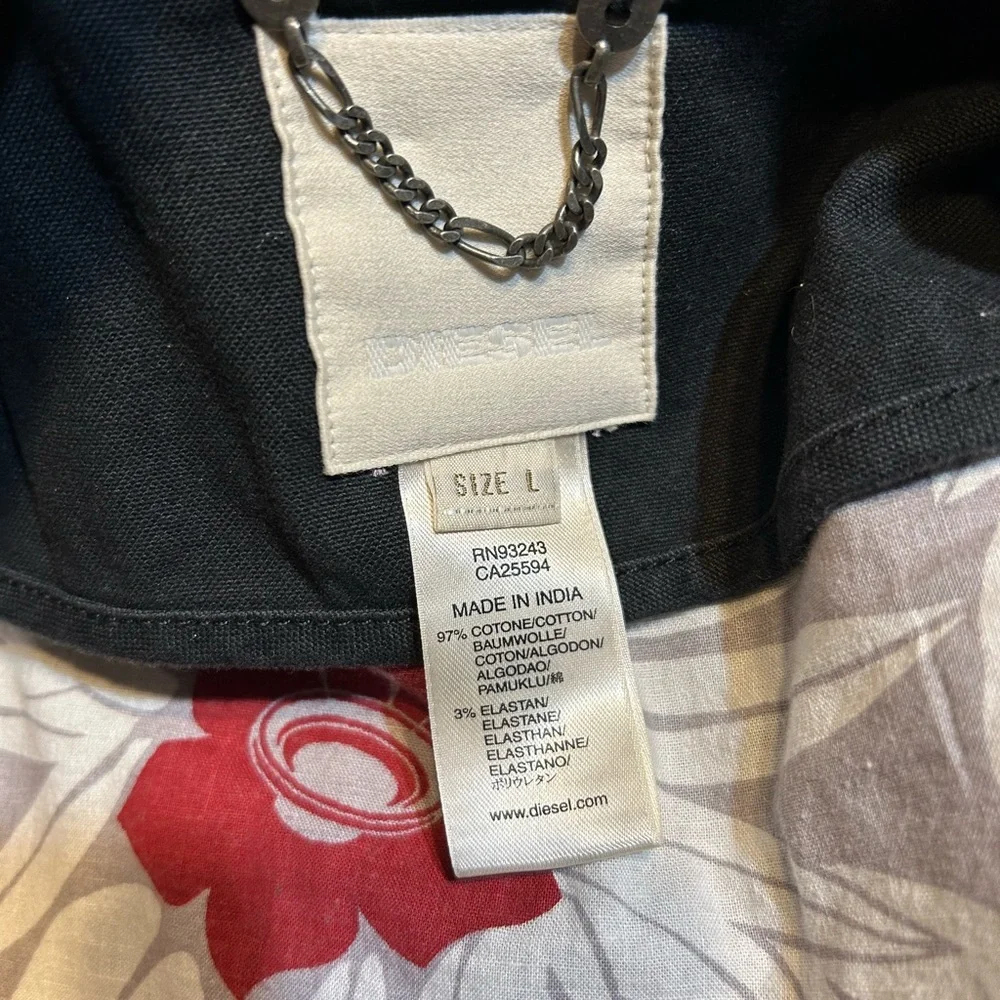 DIESEL
SIZE L
RN93243
CA25594
MADE IN INDIA
97% COTONE/COTTON/
BAUMWOLLE/
COTON/ALGODON/
ALGODAO/
PAMUKLU/綿
3% ELASTAN/
ELASTANE/
ELASTHAN/
ELASTHANNE/
ELASTANO/
ポリウレタン
www.diesel.com